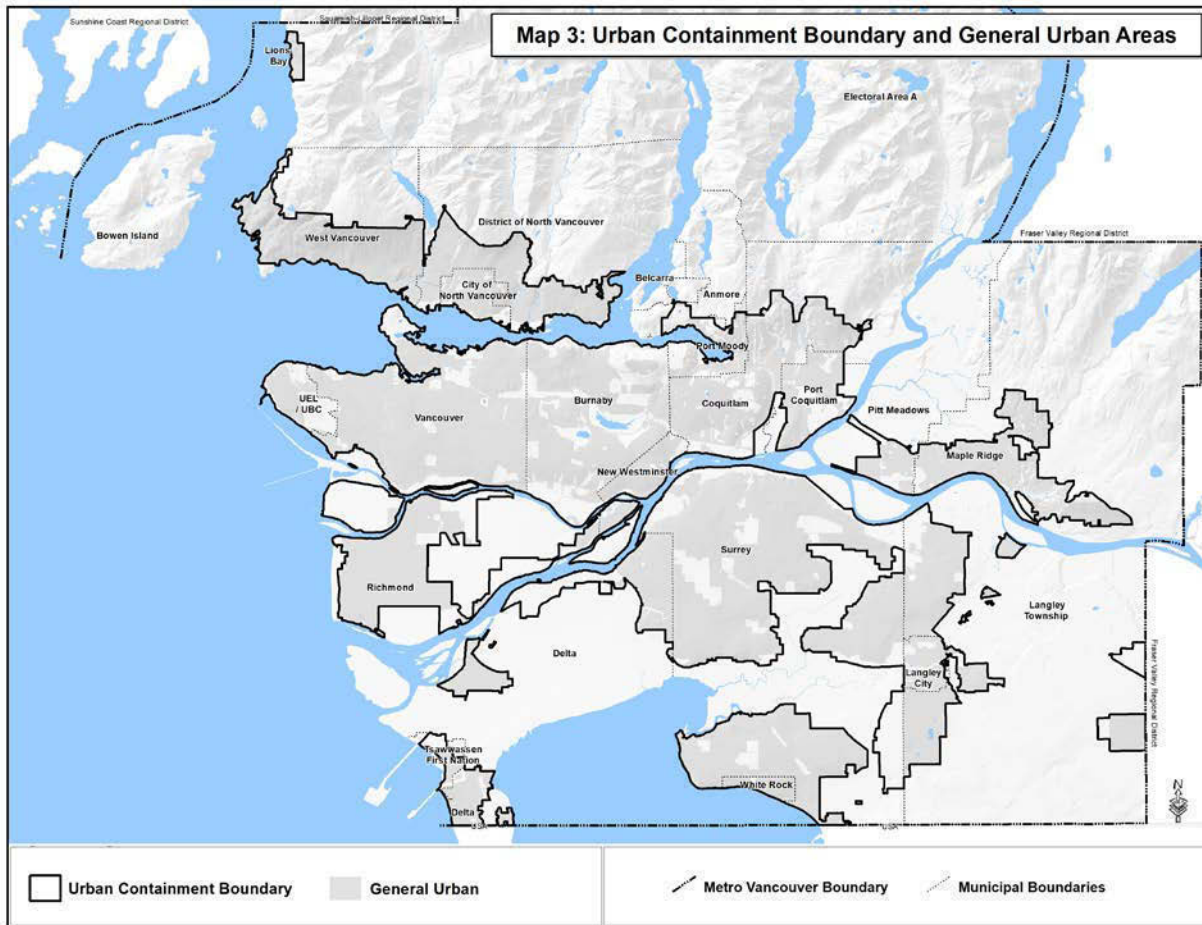 Sunshine Coast Regional District
Squamish-Lillooet Regional District
Map 3: Urban Containment Boundary and General Urban Areas
Lions
Bay
Electoral Area A
Bowen Island
West Vancouver
District of North Vancouver
Fraser Valley Regional District
City of
North Vancouver
Belcarra
Anmore
Port Moody
UEL
/ UBC
Vancouver
Burnaby
Coquitlam
Port
Coquitlam
Pitt Meadows
Maple Ridge
New Westminster
Surrey
Richmond
Langley
Township
Delta
Langley
City
Fraser Valley Regional District
Tsawwassen
First Nation
White Rock
Delta
N
USA
USA
Urban Containment Boundary
General Urban
Metro Vancouver Boundary
Municipal Boundaries